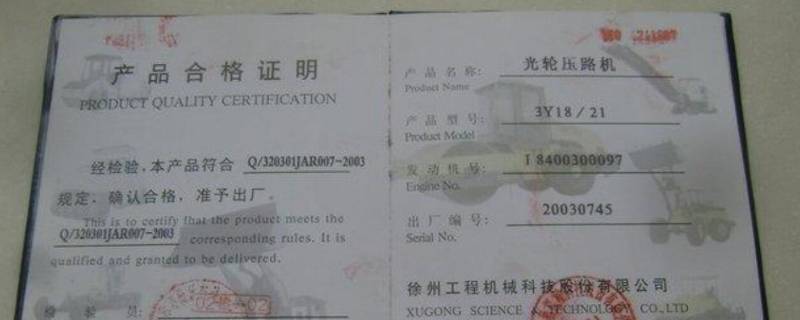 产品合格证明
PRODUCT QUALITY CERTIFICATION
经检验，本产品符合 Q/320301JAR007-2003
规定，确认合格，准予出厂。
This is to certify that the product meets the
Q/320301JAR007-2003 corresponding rules. It is
qualified and granted to be delivered.
检验员：
产品名称： 光轮压路机
Product Name
产品型号： 3Y18/21
Product Model
发动机号： I8400300097
Engine No.
出厂编号： 20030745
Serial No.
徐州工程机械科技股份有限公司
XUGONG SCIENCE & TECHNOLOGY CO.,LTD